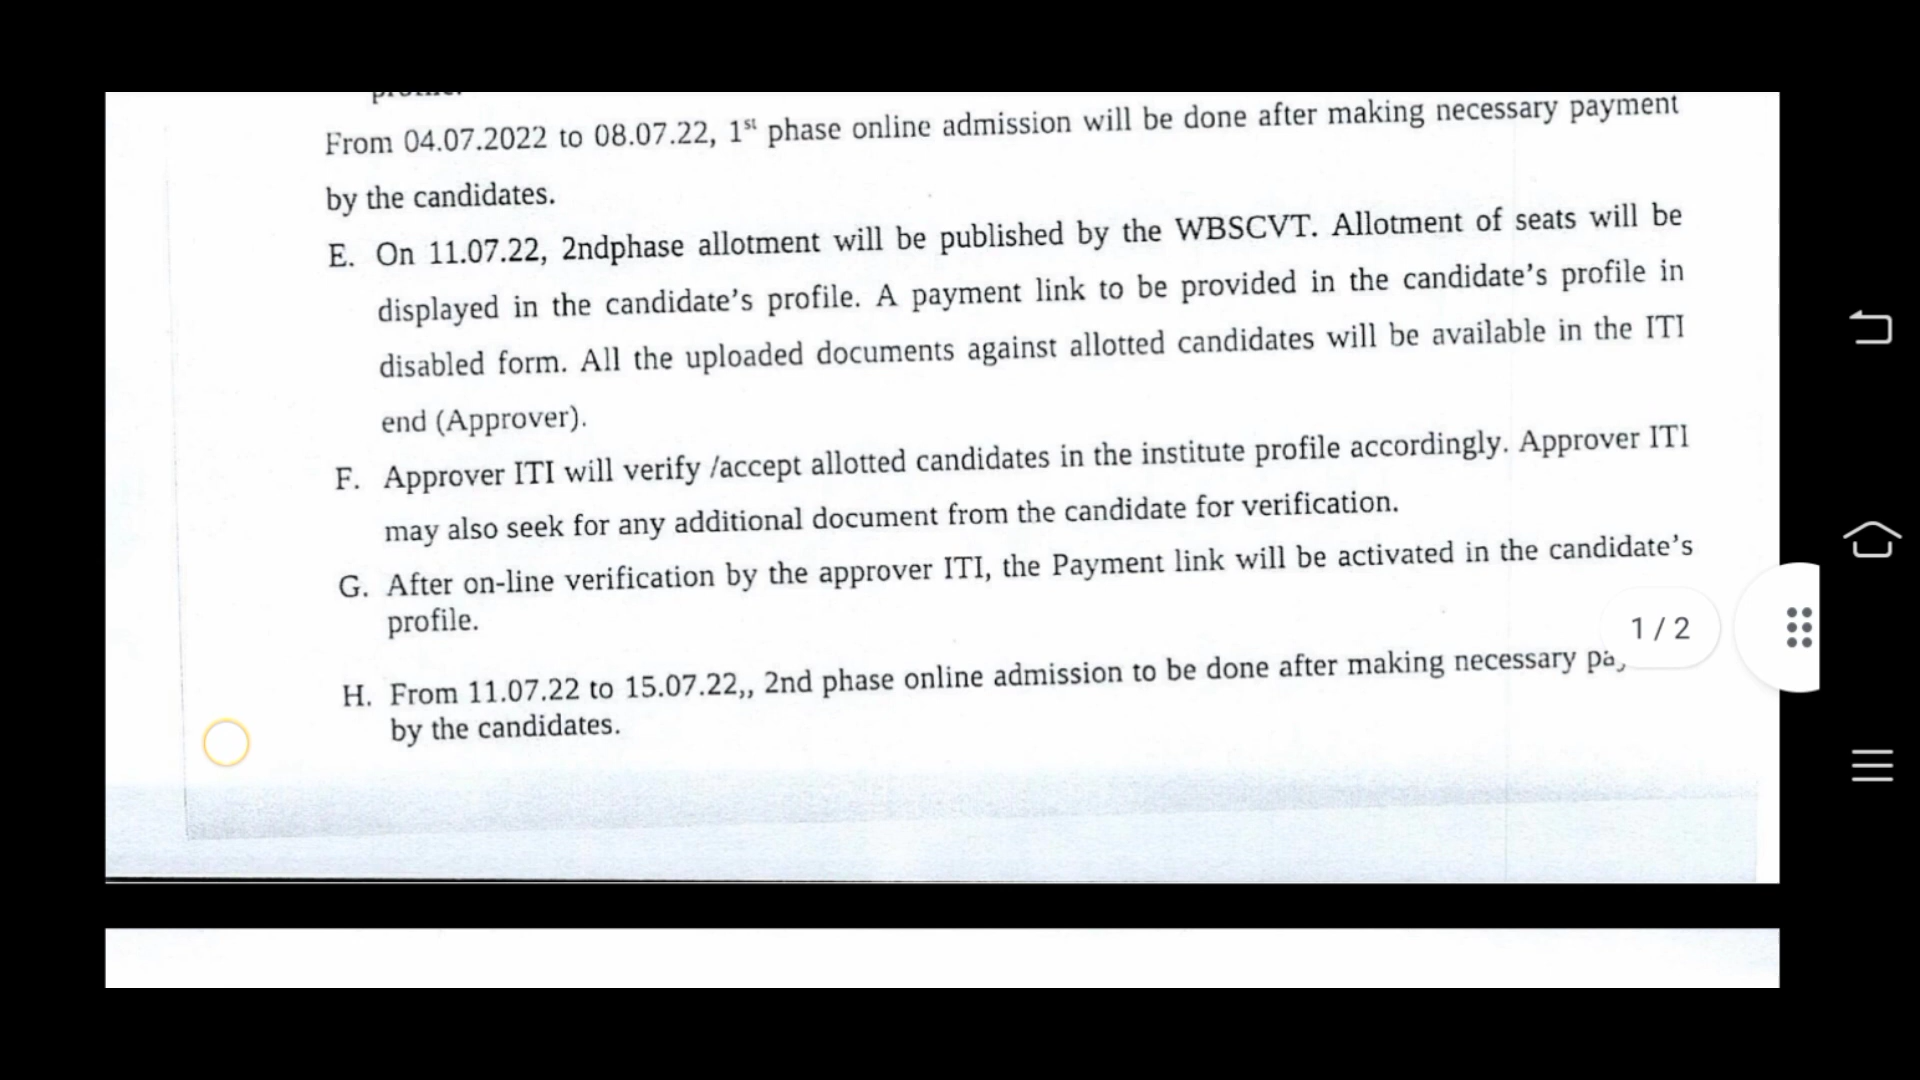 From 04.07.2022 to 08.07.22, 1st phase online admission will be done after making necessary payment
by the candidates.
E. On 11.07.22, 2ndphase allotment will be published by the WBSCVT. Allotment of seats will be
displayed in the candidate's profile. A payment link to be provided in the candidate's profile in
disabled form. All the uploaded documents against allotted candidates will be available in the ITI
end (Approver).
F. Approver ITI will verify /accept allotted candidates in the institute profile accordingly. Approver ITI
may also seek for any additional document from the candidate for verification.
G. After on-line verification by the approver ITI, the Payment link will be activated in the candidate's
profile.
1 / 2
H. From 11.07.22 to 15.07.22,, 2nd phase online admission to be done after making necessary
by the candidates.